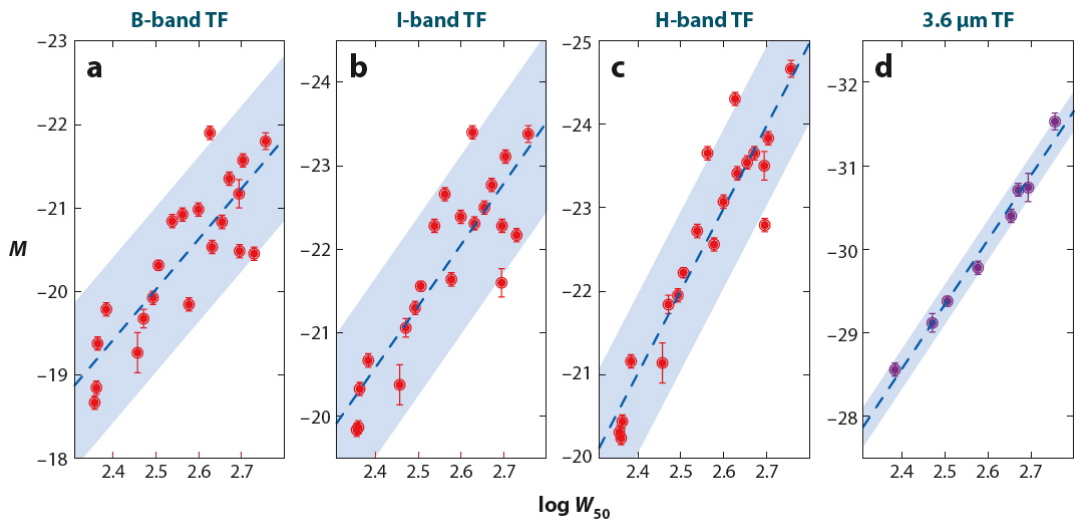 B-band TF
I-band TF
H-band TF
3.6 µm TF
a
b
c
d
M
−23
−22
−21
−20
−19
−18
−24
−23
−22
−21
−20
−25
−24
−23
−22
−21
−20
−32
−31
−30
−29
−28
2.4 2.5 2.6 2.7
2.4 2.5 2.6 2.7
2.4 2.5 2.6 2.7
2.4 2.5 2.6 2.7
log W50